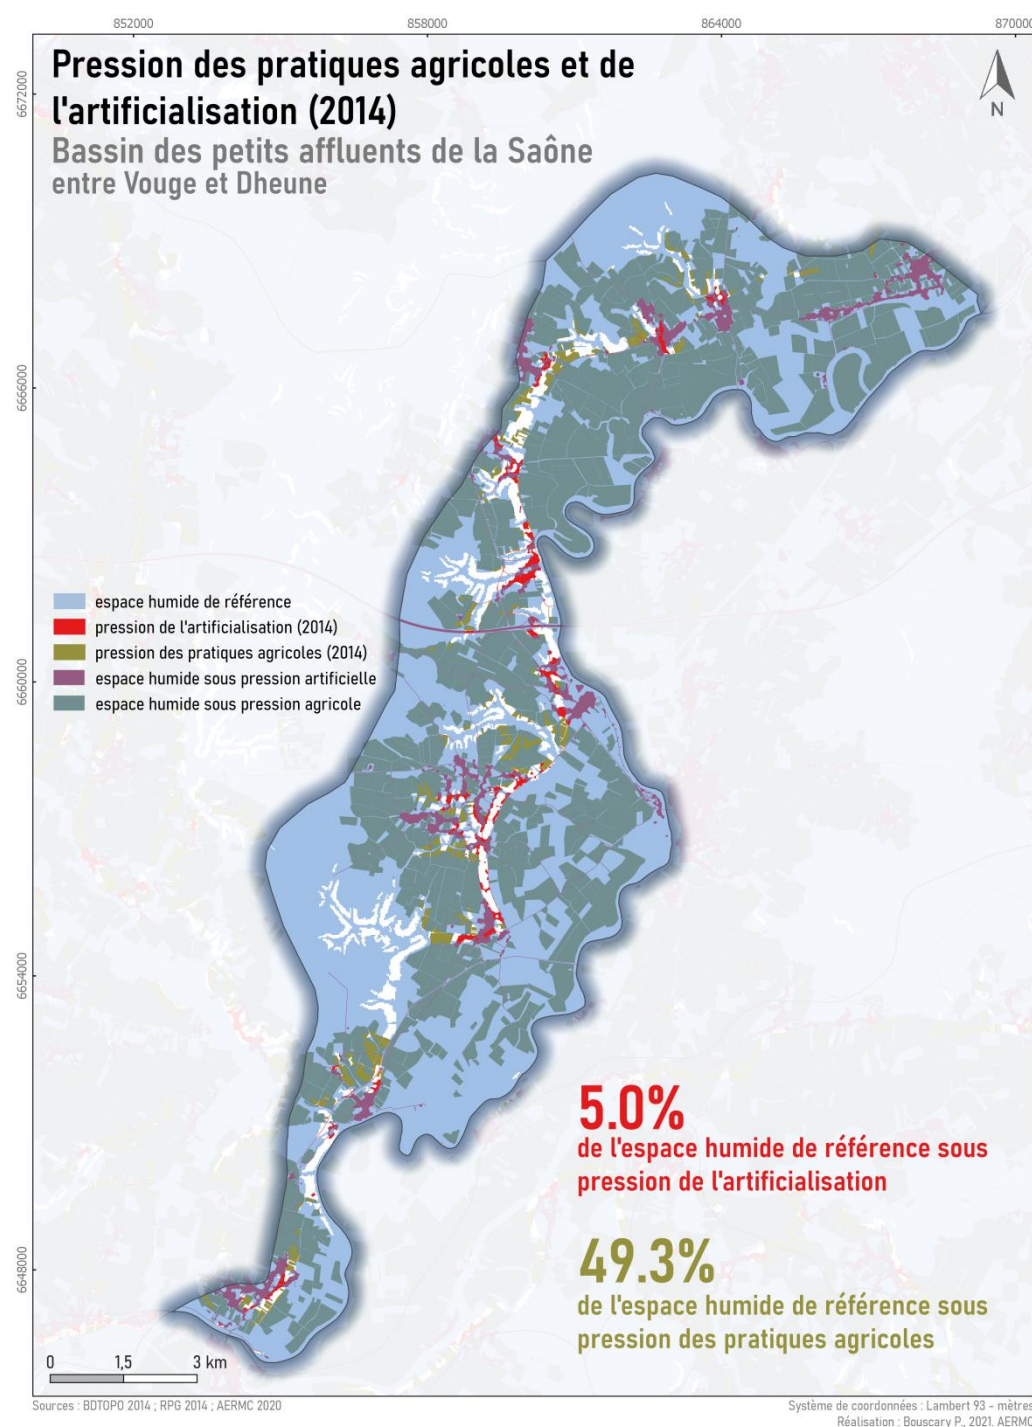 852000
858000
864000
870000
Pression des pratiques agricoles et de
l'artificialisation (2014)
Bassin des petits affluents de la Saône
entre Vouge et Dheune
N
6672000
6666000
6660000
6654000
6648000
espace humide de référence
pression de l'artificialisation (2014)
pression des pratiques agricoles (2014)
espace humide sous pression artificielle
espace humide sous pression agricole
5.0%
de l'espace humide de référence sous
pression de l'artificialisation
49.3%
de l'espace humide de référence sous
pression des pratiques agricoles
0 1,5 3 km
Sources : BDTOPO 2014 ; RPG 2014 ; AERMC 2020
Système de coordonnées : Lambert 93 - mètres
Réalisation : Bouscary P., 2021, AERMC